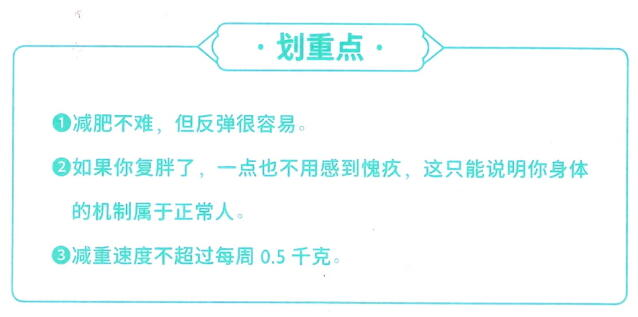 · 划重点 ·
❶减肥不难，但反弹很容易。
❷如果你复胖了，一点也不用感到愧疚，这只能说明你身体
的机制属于正常人。
❸减重速度不超过每周 0.5 千克。